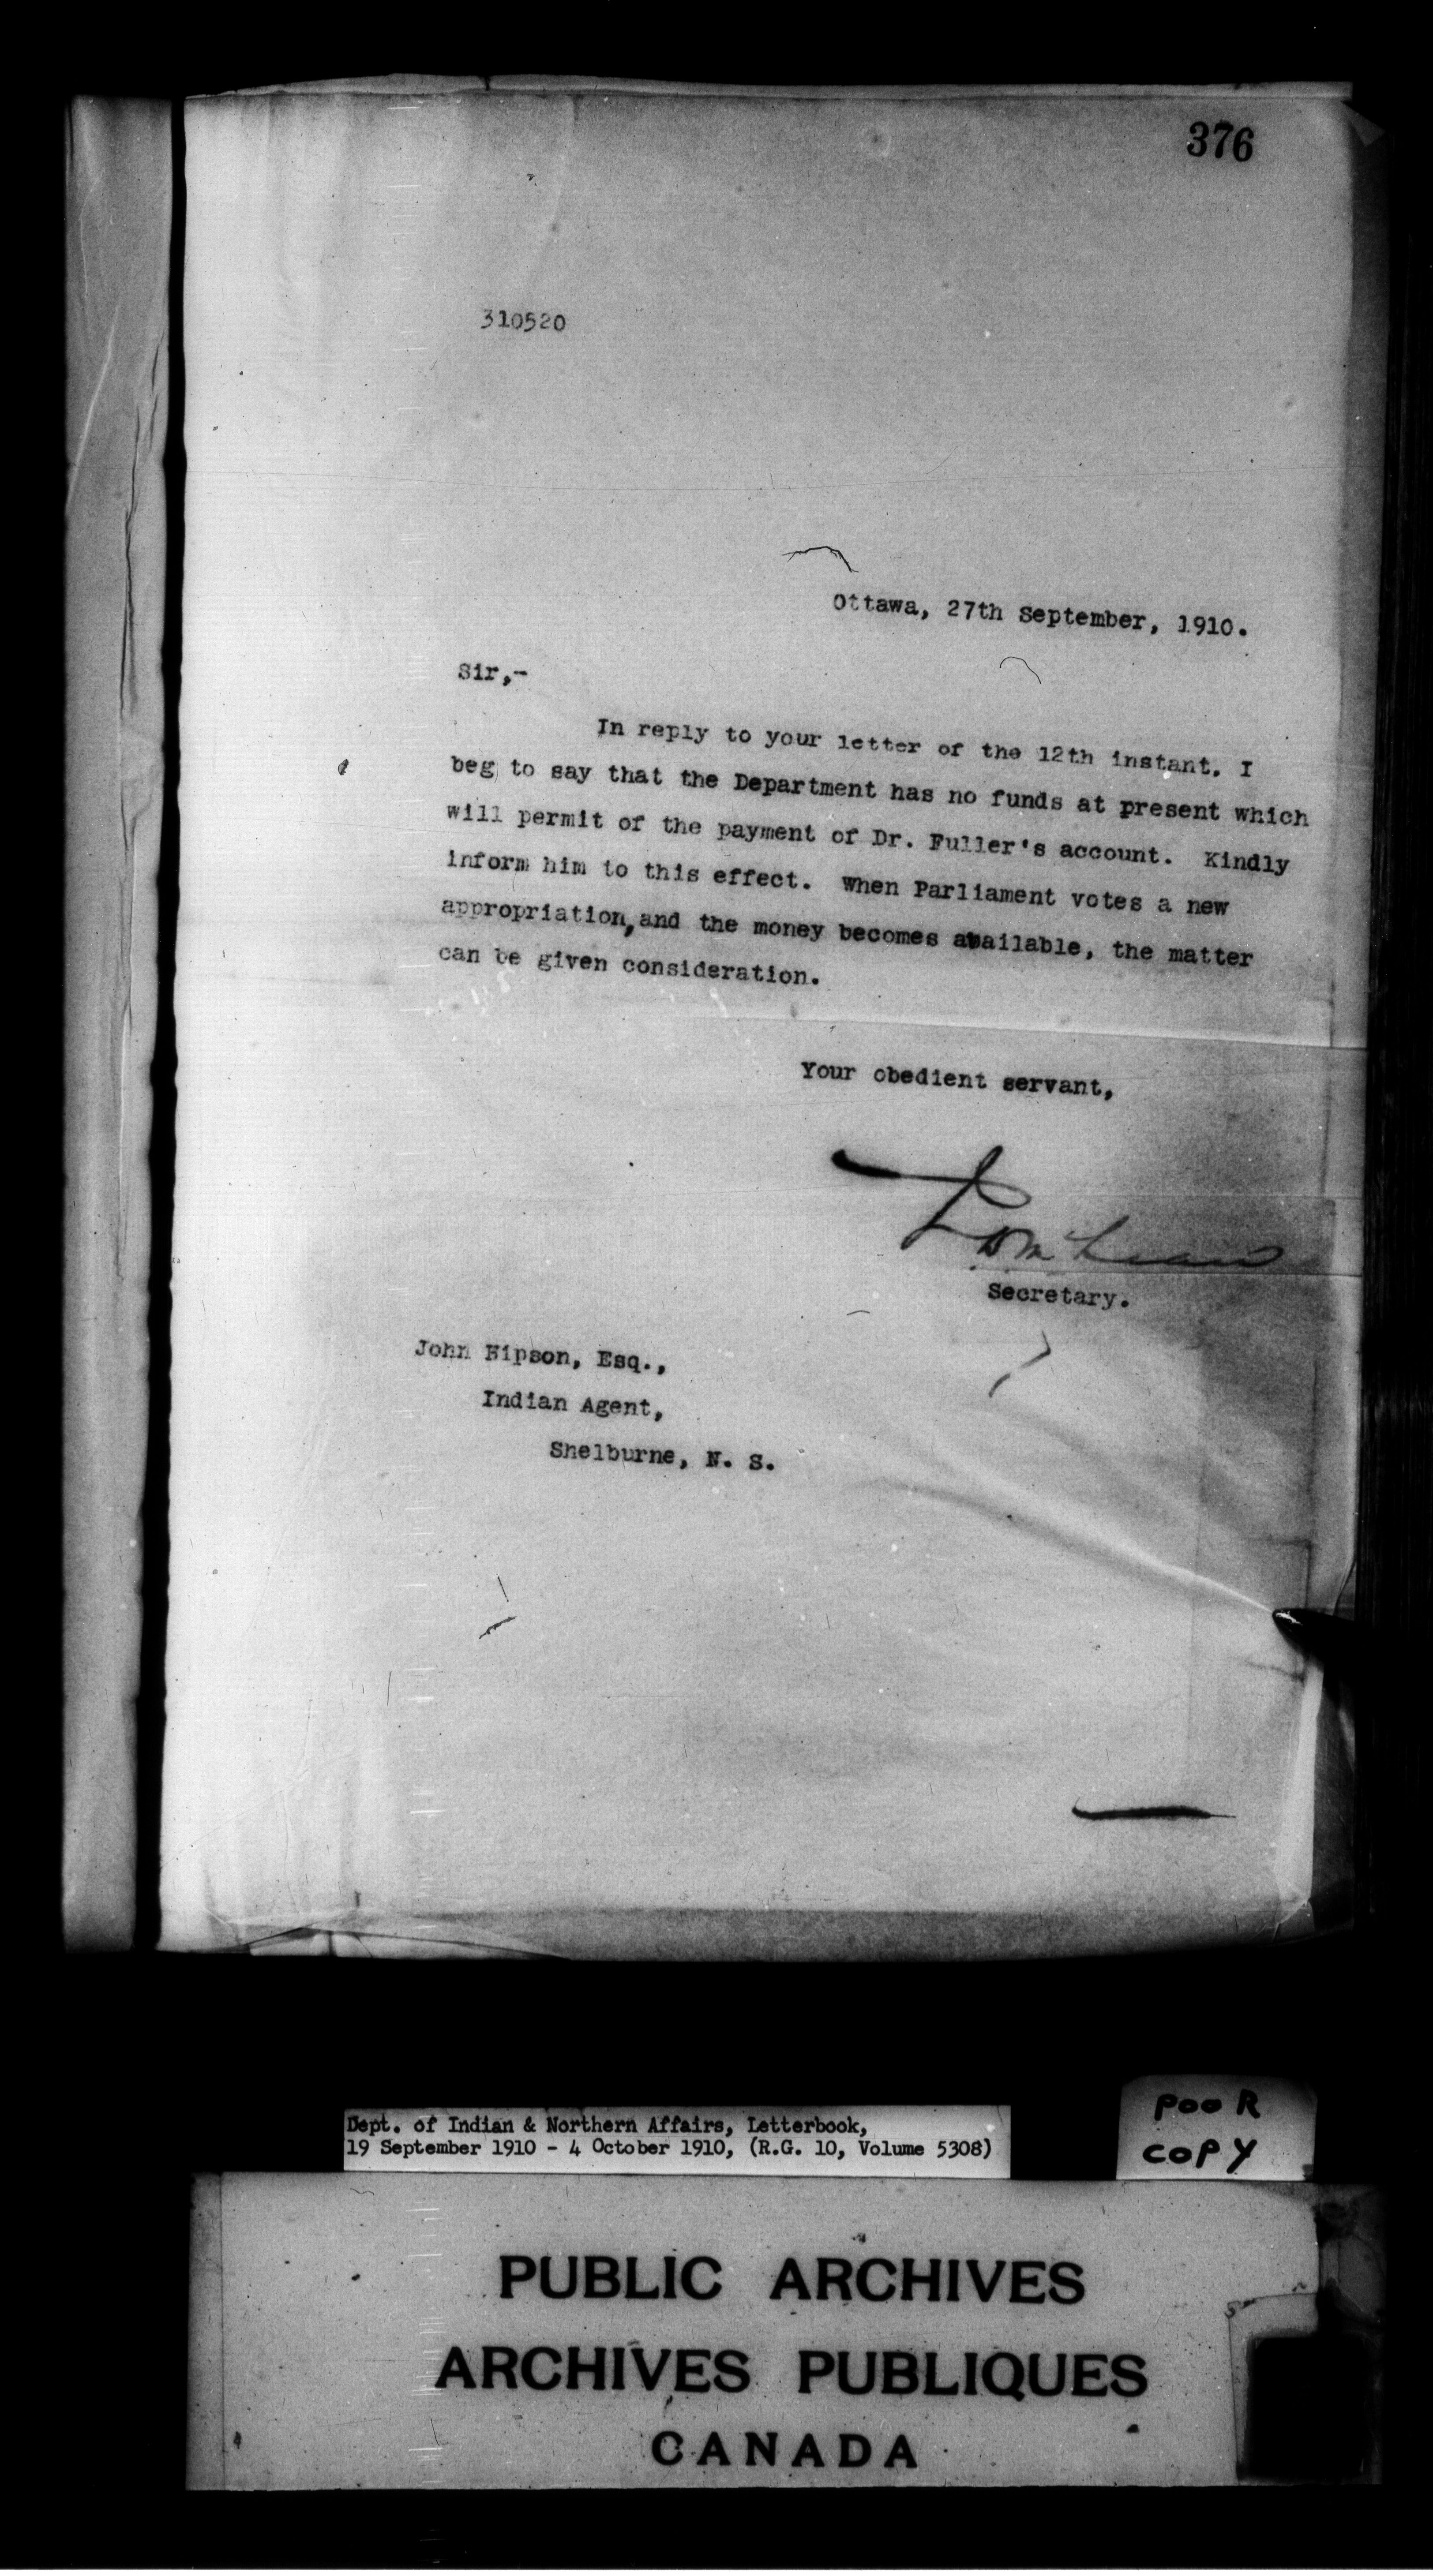 376
310520
Ottawa, 27th September, 1910.
Sir,-
In reply to your letter of the 12th instant. I
beg to say that the Department has no funds at present which
will permit of the payment of Dr. Fuller's account. Kindly
inform him to this effect. When Parliament votes a new
appropriation, and the money becomes available, the matter
can be given consideration.
Your obedient servant,
Secretary.
John Hipson, Esq.,
Indian Agent,
Shelburne, N. S.
Dept. of Indian & Northern Affairs, Letterbook,
19 September 1910 - 4 October 1910, (R.G. 10, Volume 5308)
POOR
COPY
PUBLIC ARCHIVES
ARCHIVES PUBLIQUES
CANADA